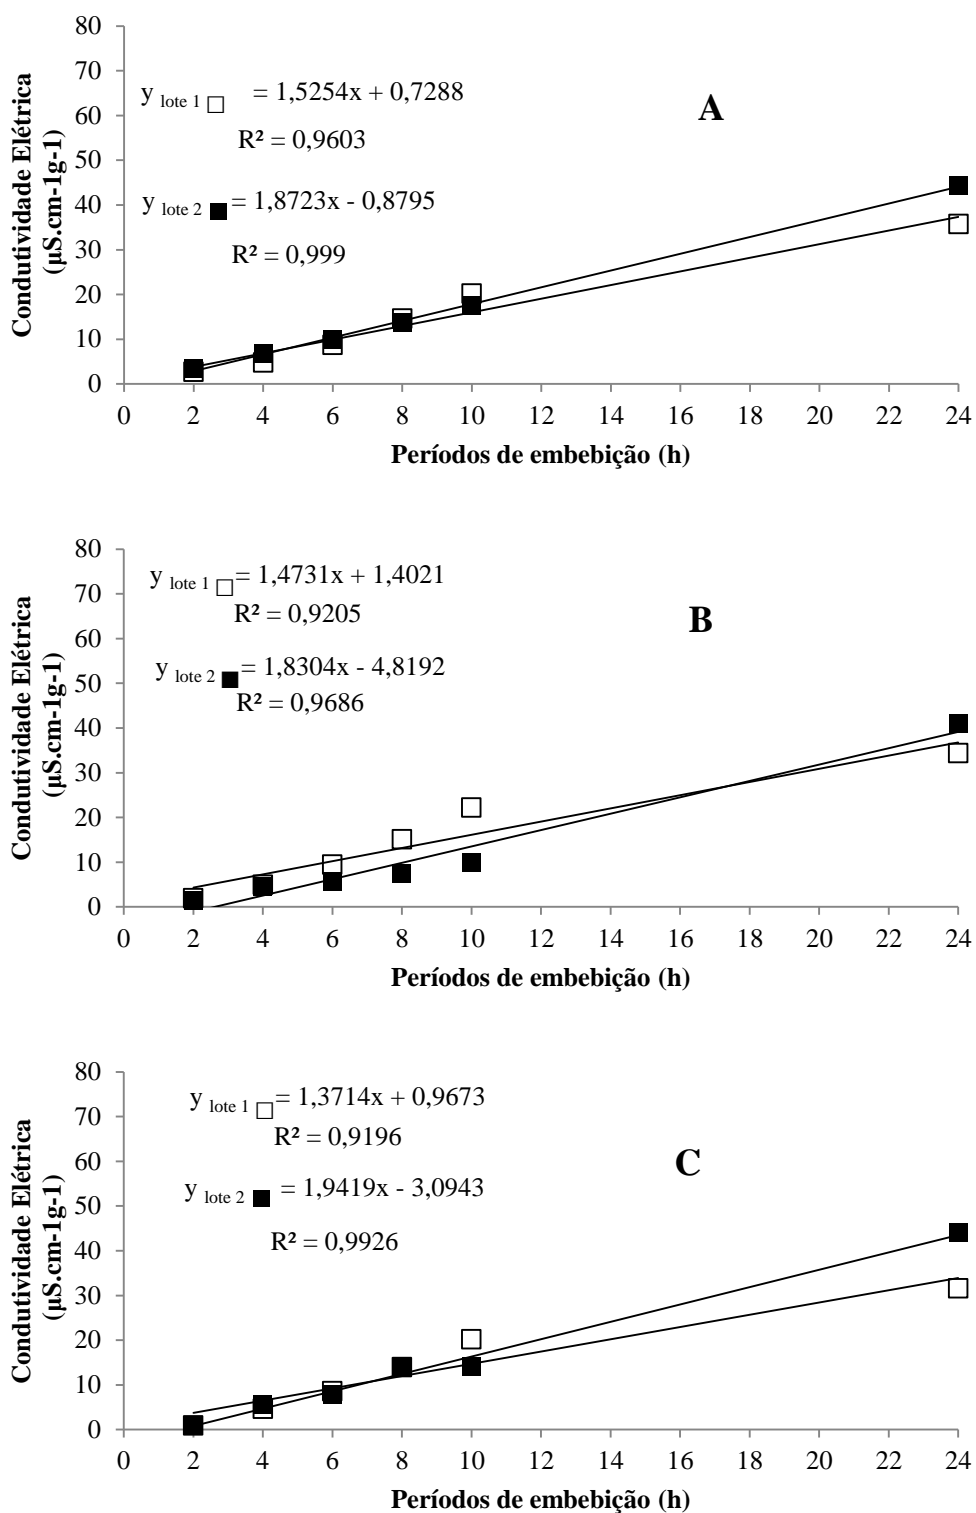 80
70
60
50
40
30
20
10
0
Condutividade Elétrica
(µS.cm-1g-1)
y lote 1 □ = 1,5254x + 0,7288
R² = 0,9603
y lote 2 ■ = 1,8723x - 0,8795
R² = 0,999
A
0 2 4 6 8 10 12 14 16 18 20 22 24
Períodos de embebição (h)
80
70
60
50
40
30
20
10
0
Condutividade Elétrica
(µS.cm-1g-1)
y lote 1 □ = 1,4731x + 1,4021
R² = 0,9205
y lote 2 ■ = 1,8304x - 4,8192
R² = 0,9686
B
0 2 4 6 8 10 12 14 16 18 20 22 24
Períodos de embebição (h)
80
70
60
50
40
30
20
10
0
Condutividade Elétrica
(µS.cm-1g-1)
y lote 1 □ = 1,3714x + 0,9673
R² = 0,9196
y lote 2 ■ = 1,9419x - 3,0943
R² = 0,9926
C
0 2 4 6 8 10 12 14 16 18 20 22 24
Períodos de embebição (h)